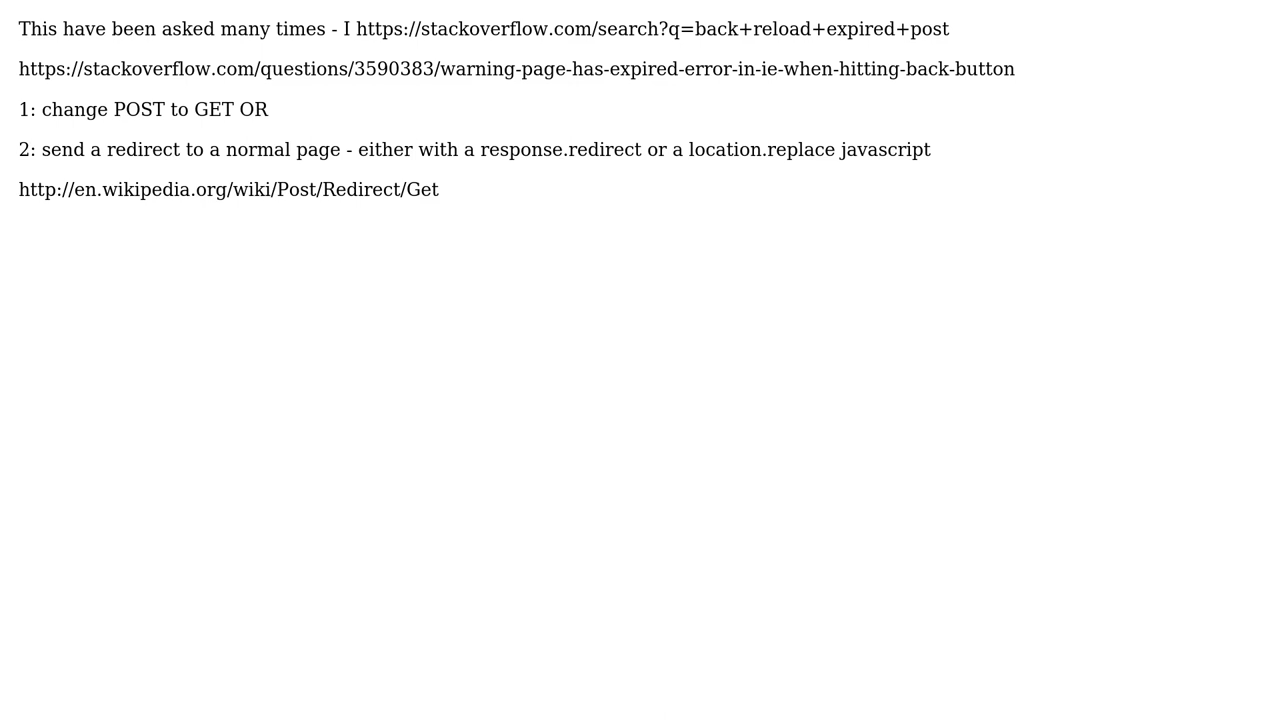 This have been asked many times - I https://stackoverflow.com/search?q=back+reload+expired+post
https://stackoverflow.com/questions/3590383/warning-page-has-expired-error-in-ie-when-hitting-back-button
1: change POST to GET OR
2: send a redirect to a normal page - either with a response.redirect or a location.replace javascript
http://en.wikipedia.org/wiki/Post/Redirect/Get